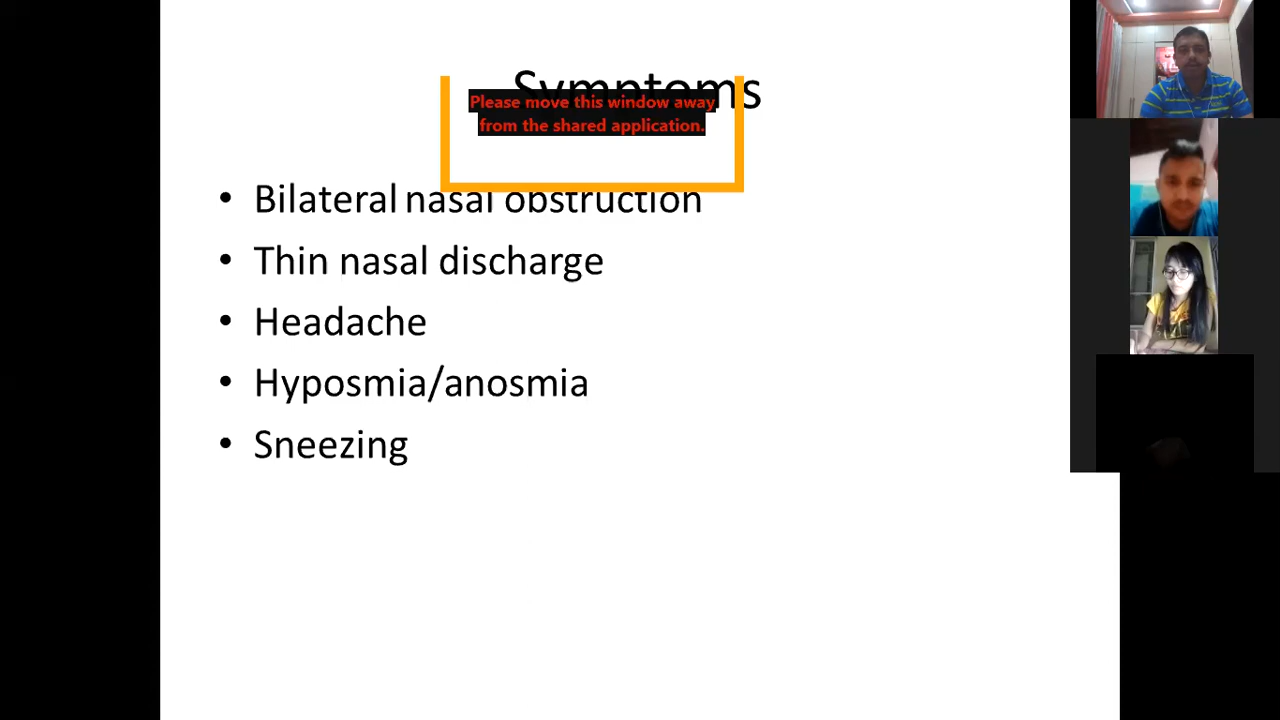 Symptoms
Please move this window away
from the shared application.
• Bilateral nasal obstruction
• Thin nasal discharge
• Headache
• Hyposmia/anosmia
• Sneezing